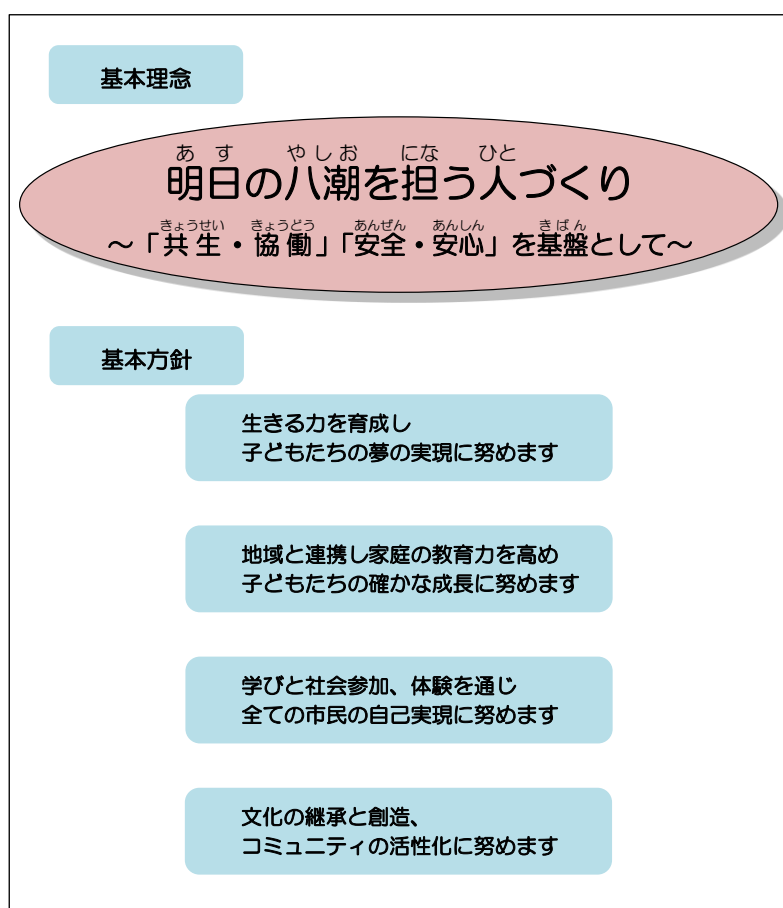 基本理念
あす やしお にな ひと
明日の八潮を担う人づくり
きょうせい きょうどう あんぜん あんしん きばん
～「共生・協働」「安全・安心」を基盤として～
基本方針
生きる力を育成し
子どもたちの夢の実現に努めます
地域と連携し家庭の教育力を高め
子どもたちの確かな成長に努めます
学びと社会参加、体験を通じ
全ての市民の自己実現に努めます
文化の継承と創造、
コミュニティの活性化に努めます